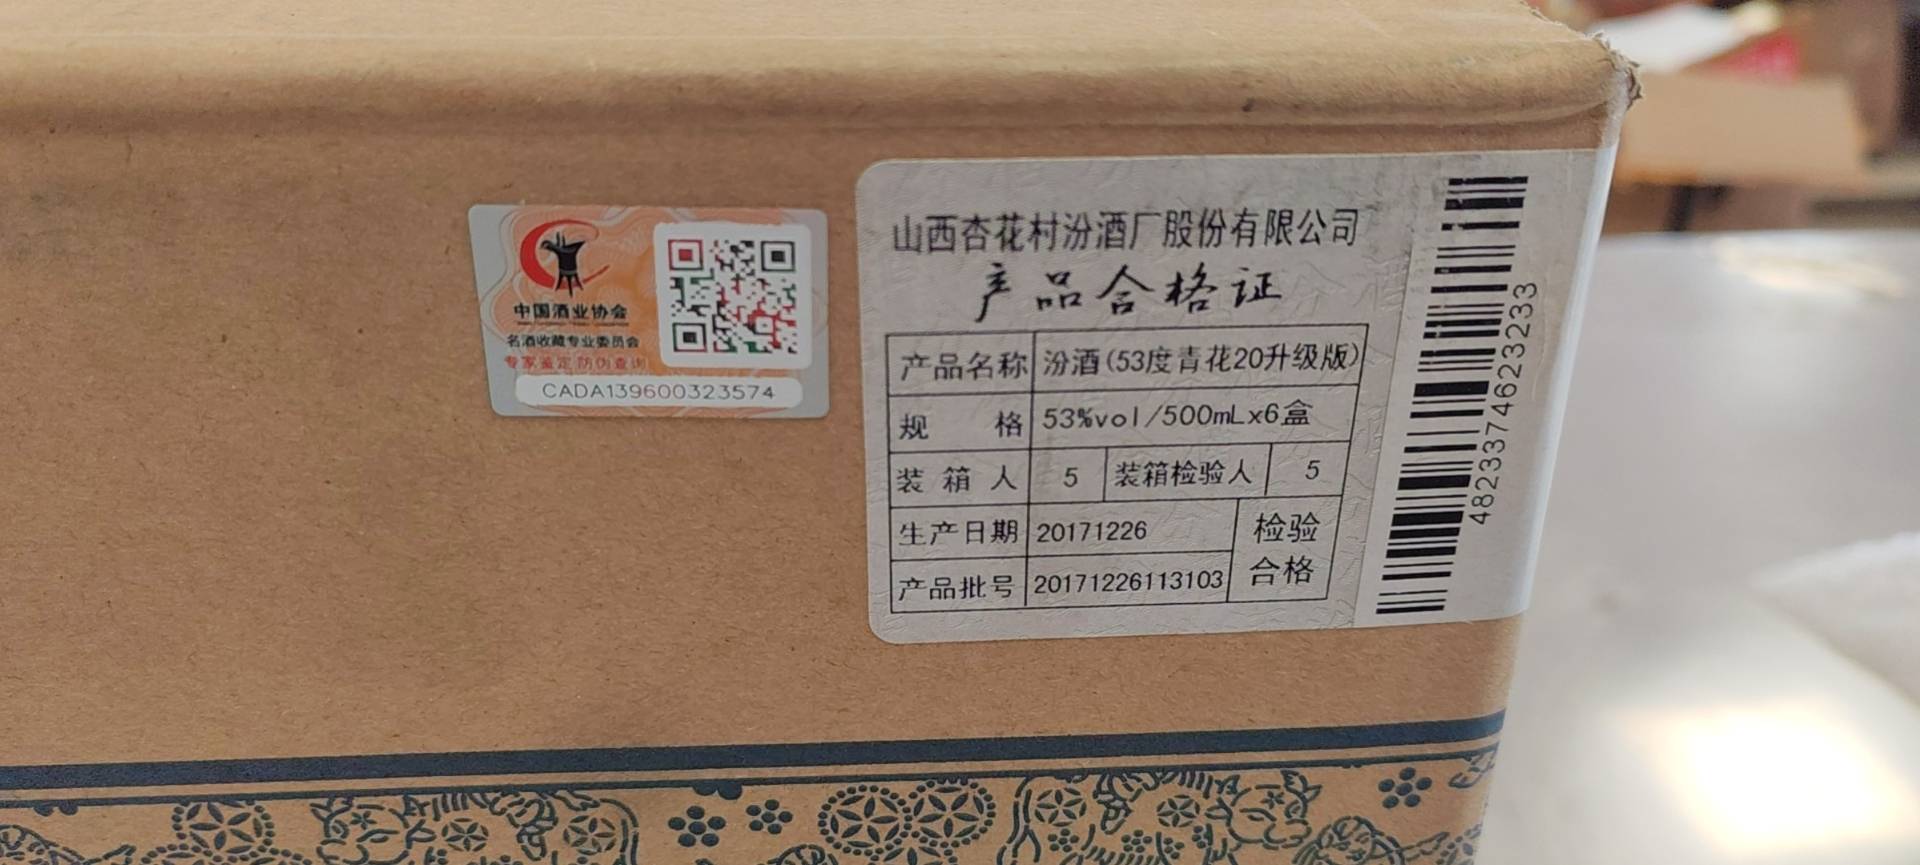 中国酒业协会
名酒收藏专业委员会
专家鉴定 防伪查询
CADA139600323574
山西杏花村汾酒厂股份有限公司
产品合格证
产品名称 汾酒(53度青花20升级版)
规 格 53%vol/500mLx6盒
装 箱 人 5 装箱检验人 5
生产日期 20171226 检验
产品批号 20171226113103 合格
4823374623233